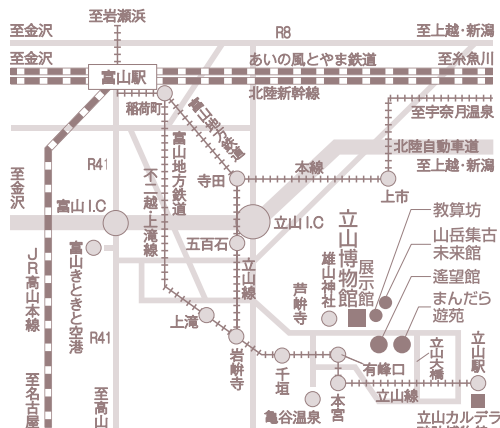 至岩瀬浜
至金沢
R8
至上越・新潟
至金沢
あいの風とやま鉄道
至糸魚川
富山駅
北陸新幹線
稲荷町
富山地方鉄道
至宇奈月温泉
北陸自動車道
至上越・新潟
R41
不二越・上滝線
富山地方鉄道
寺田
本線
上市
至金沢
富山I.C
立山I.C
五百石
立山線
富山きときと空港
JR高山本線
芦峅寺
雄山神社
立山博物館
展示館
教算坊
山岳集古
未来館
遙望館
まんだら
遊苑
上滝
岩峅寺
R41
千垣
有峰口
立山大橋
立山駅
本宮
立山線
亀谷温泉
至名古屋
至高山
立山カルデラ